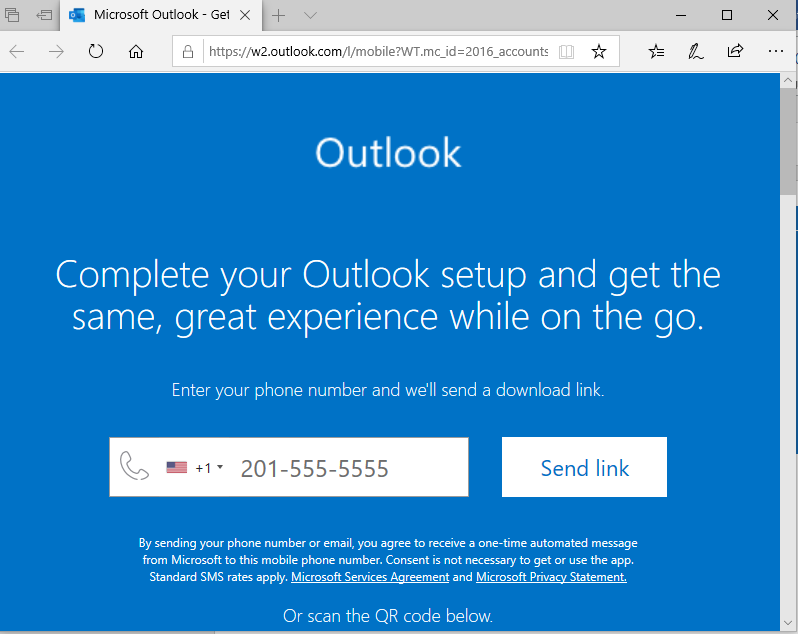 Microsoft Outlook - Get
https://w2.outlook.com/l/mobile?WT.mc_id=2016_accounts
Outlook
Complete your Outlook setup and get the
same, great experience while on the go.
Enter your phone number and we'll send a download link.
+1 201-555-5555
Send link
By sending your phone number or email, you agree to receive a one-time automated message
from Microsoft to this mobile phone number. Consent is not necessary to get or use the app.
Standard SMS rates apply. Microsoft Services Agreement and Microsoft Privacy Statement.
Or scan the QR code below.